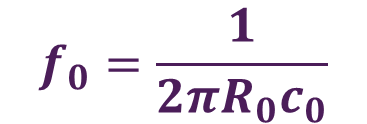 f₀ = 1 / 2πR₀c₀